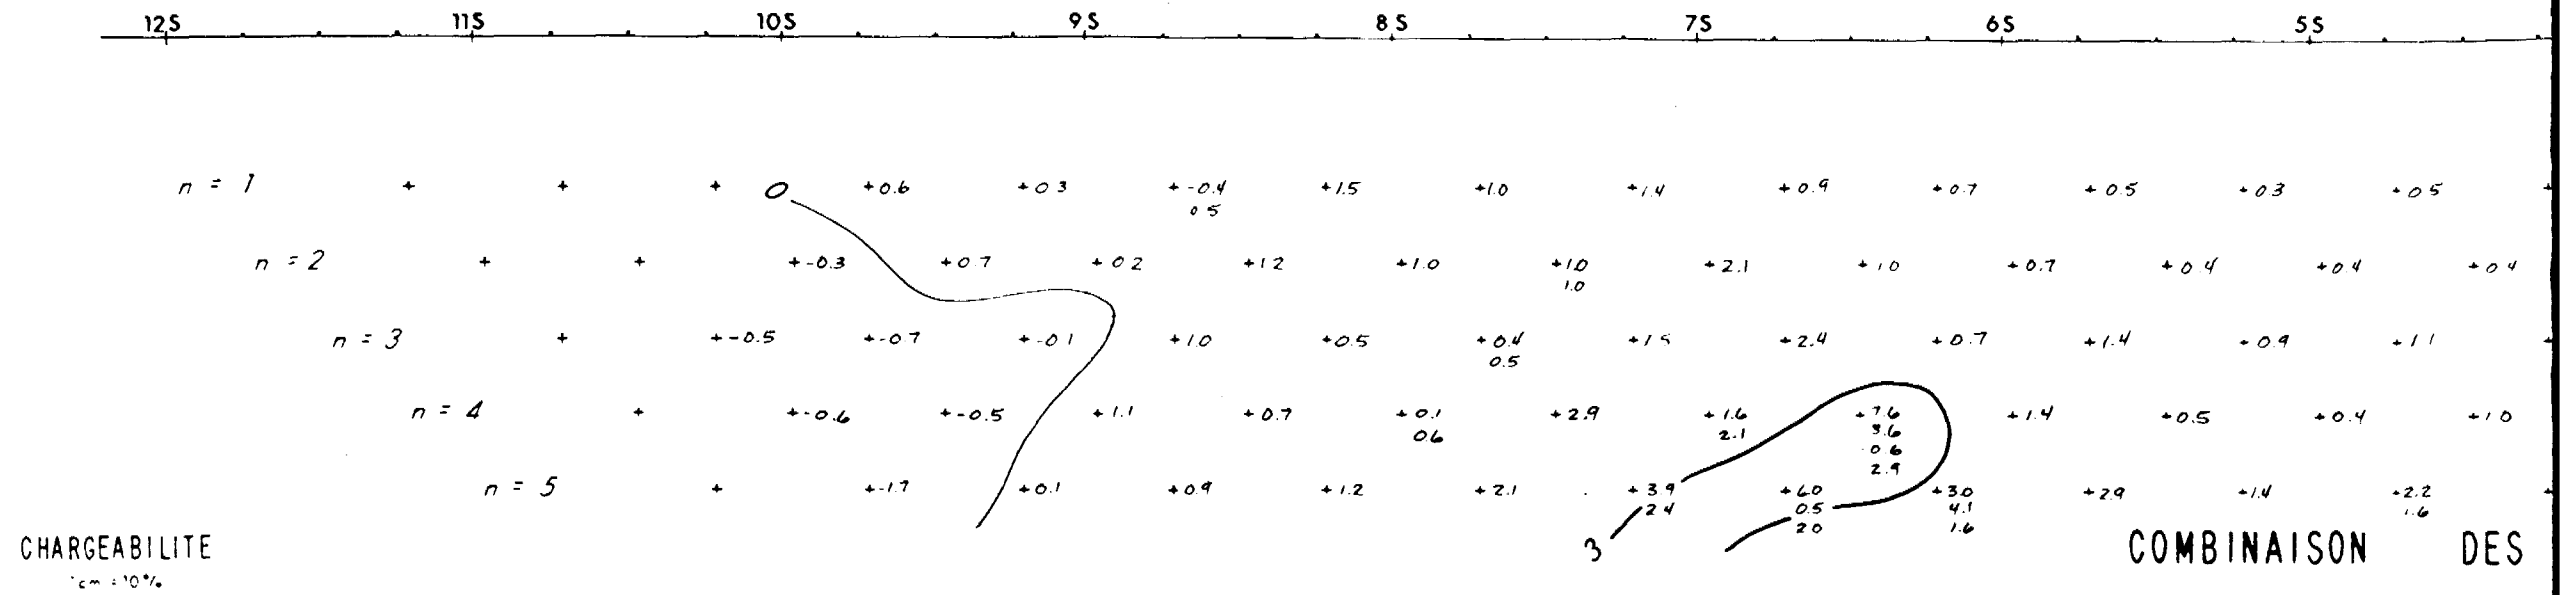 12S 11S 10S 9S 8S 7S 6S 5S
n = 1 + + + 0 +0.6 +0.3 +-0.4 +1.5 +1.0 +1.4 +0.9 +0.7 +0.5 +0.3 +0.5 +
0.5
n = 2 + + +-0.3 +0.7 +0.2 +1.2 +1.0 +1.0 +2.1 +1.0 +0.7 +0.4 +0.4 +0.4
1.0
n = 3 + +-0.5 +-0.7 +-0.1 +1.0 +0.5 +0.4 +1.5 +2.4 +0.7 +1.4 +0.9 +1.1 +
0.5
n = 4 + +-0.6 +-0.5 +1.1 +0.7 +0.1 +2.9 +1.6 +7.6 +1.4 +0.5 +0.4 +1.0
0.6 2.1 3.6
0.6
2.9
n = 5 + +-1.7 +0.1 +0.9 +1.2 +2.1 +3.9 +6.0 +3.0 +2.9 +1.4 +2.2 +
2.4 0.5 4.1 1.6
2.0 1.6
3
CHARGEABILITE COMBINAISON DES
1cm = 10%